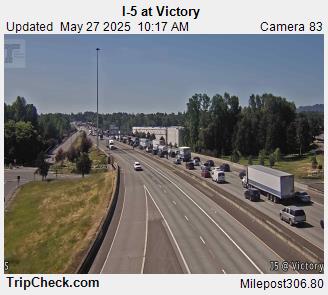 I-5 at Victory
Updated May 27 2025 10:17 AM Camera 83
S I5 @ Victory
TripCheck.com Milepost306.80